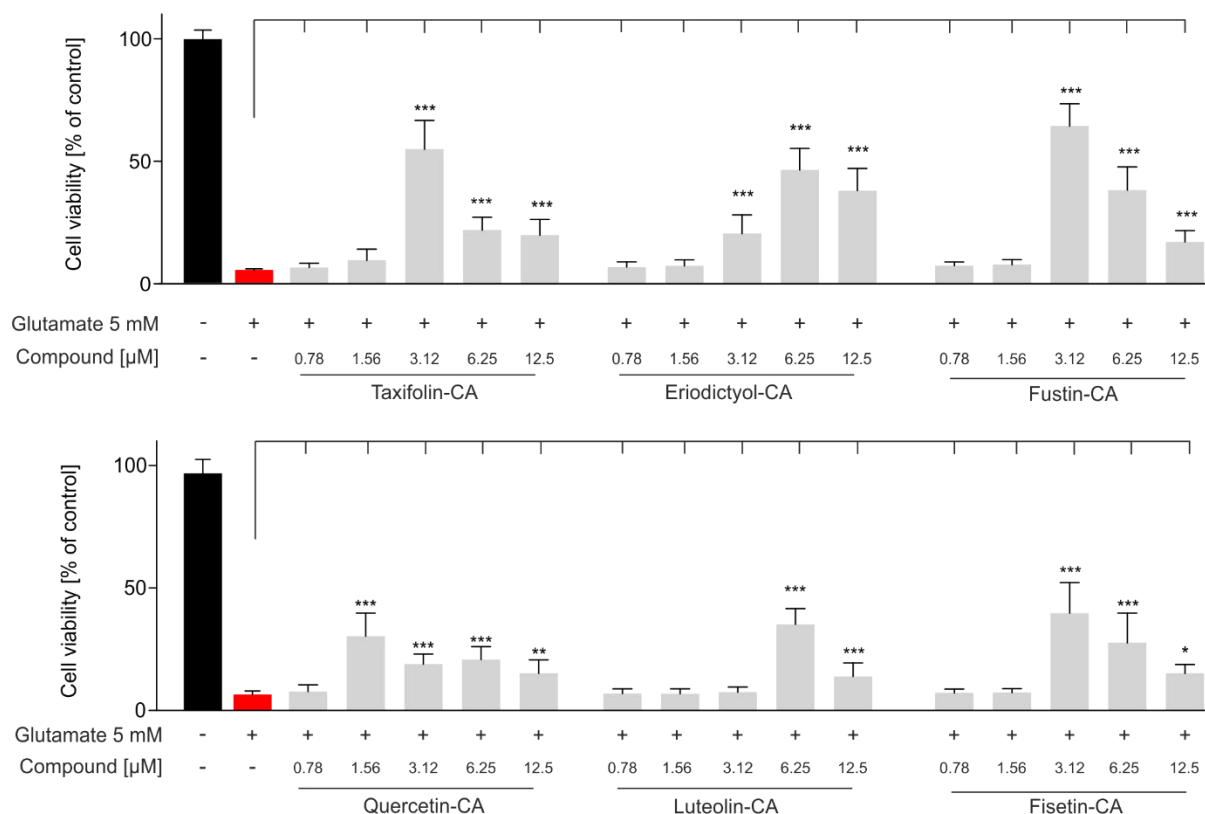 Cell viability [% of control]
100
50
0
*** *** *** *** *** *** *** *** ***
Glutamate 5 mM - + + + + + + + + + + + + + + + +
Compound [µM] - - 0.78 1.56 3.12 6.25 12.5 0.78 1.56 3.12 6.25 12.5 0.78 1.56 3.12 6.25 12.5
Taxifolin-CA Eriodictyol-CA Fustin-CA
Cell viability [% of control]
100
50
0
*** *** *** ** *** *** *** *** *
Glutamate 5 mM - + + + + + + + + + + + + + + + +
Compound [µM] - - 0.78 1.56 3.12 6.25 12.5 0.78 1.56 3.12 6.25 12.5 0.78 1.56 3.12 6.25 12.5
Quercetin-CA Luteolin-CA Fisetin-CA